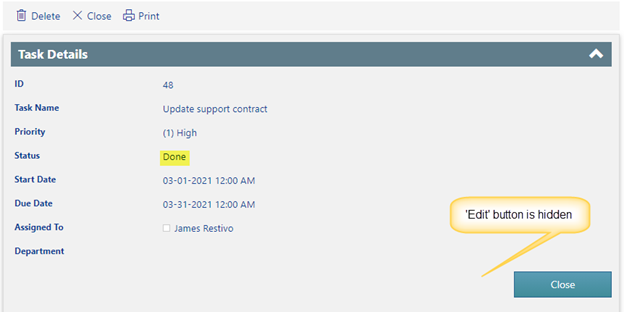 Delete Close Print
Task Details
ID 48
Task Name Update support contract
Priority (1) High
Status Done
Start Date 03-01-2021 12:00 AM
Due Date 03-31-2021 12:00 AM
Assigned To James Restivo
Department
'Edit' button is hidden
Close